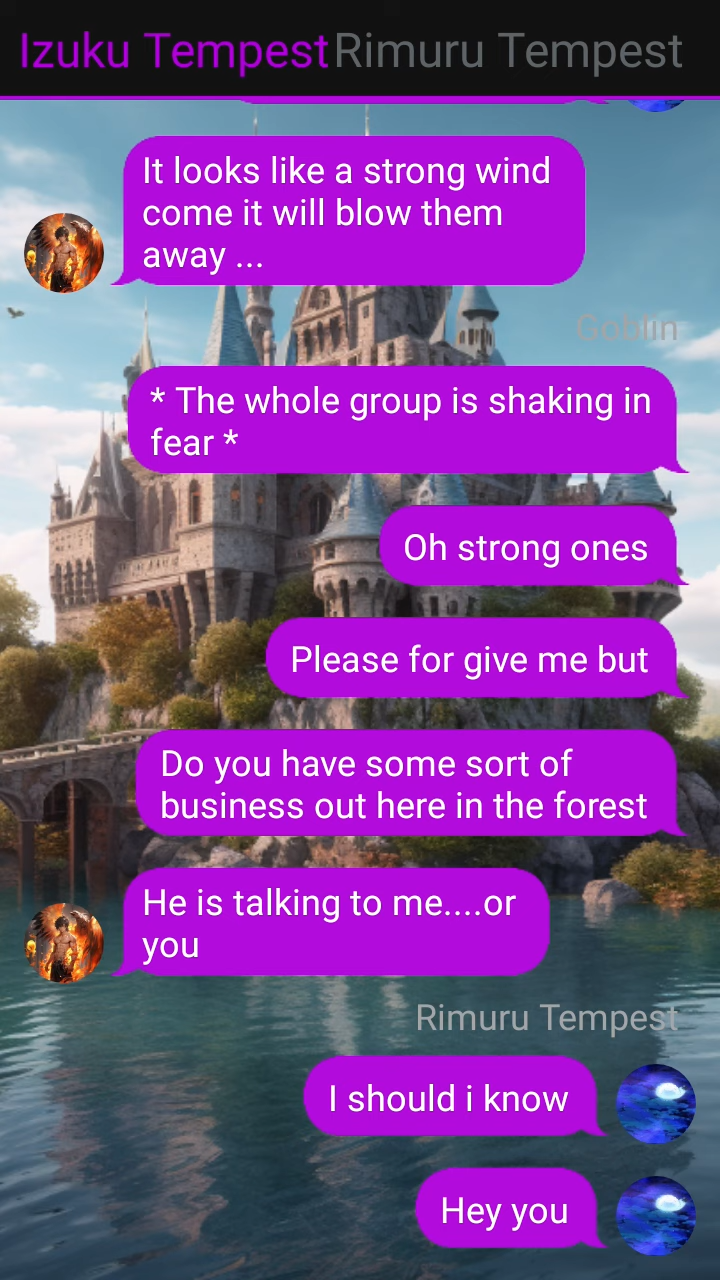 Izuku Tempest Rimuru Tempest
It looks like a strong wind
come it will blow them
away ...
Goblin
* The whole group is shaking in
fear *
Oh strong ones
Please for give me but
Do you have some sort of
business out here in the forest
He is talking to me....or
you
Rimuru Tempest
I should i know
Hey you